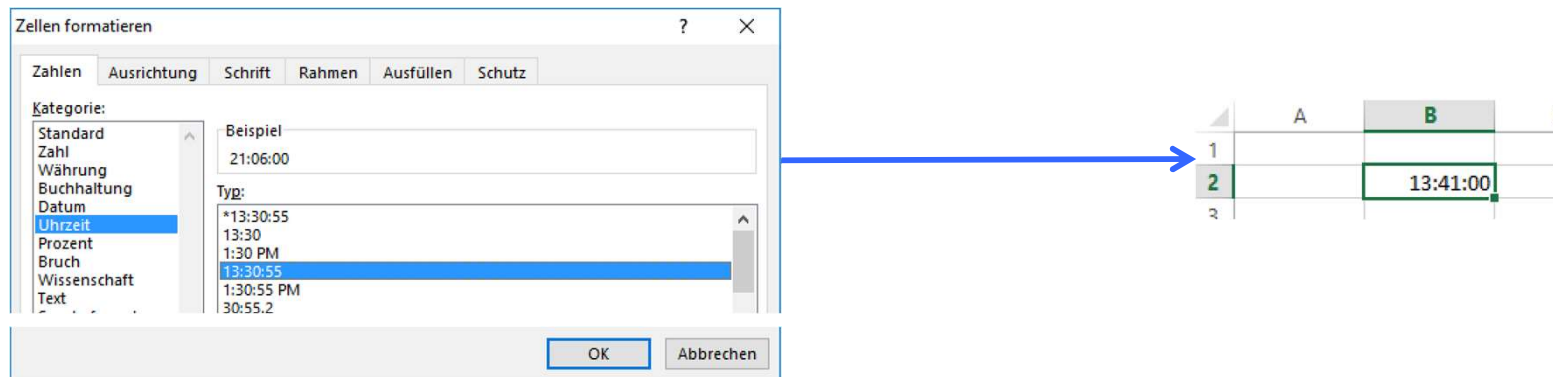 Zellen formatieren ? ×
Zahlen Ausrichtung Schrift Rahmen Ausfüllen Schutz
Kategorie:
Standard
Zahl
Währung
Buchhaltung
Datum
Uhrzeit
Prozent
Bruch
Wissenschaft
Text
Beispiel
21:06:00
Typ:
*13:30:55
13:30
1:30 PM
13:30:55
1:30:55 PM
30:55.2
OK Abbrechen
A B
1
2 13:41:00
3